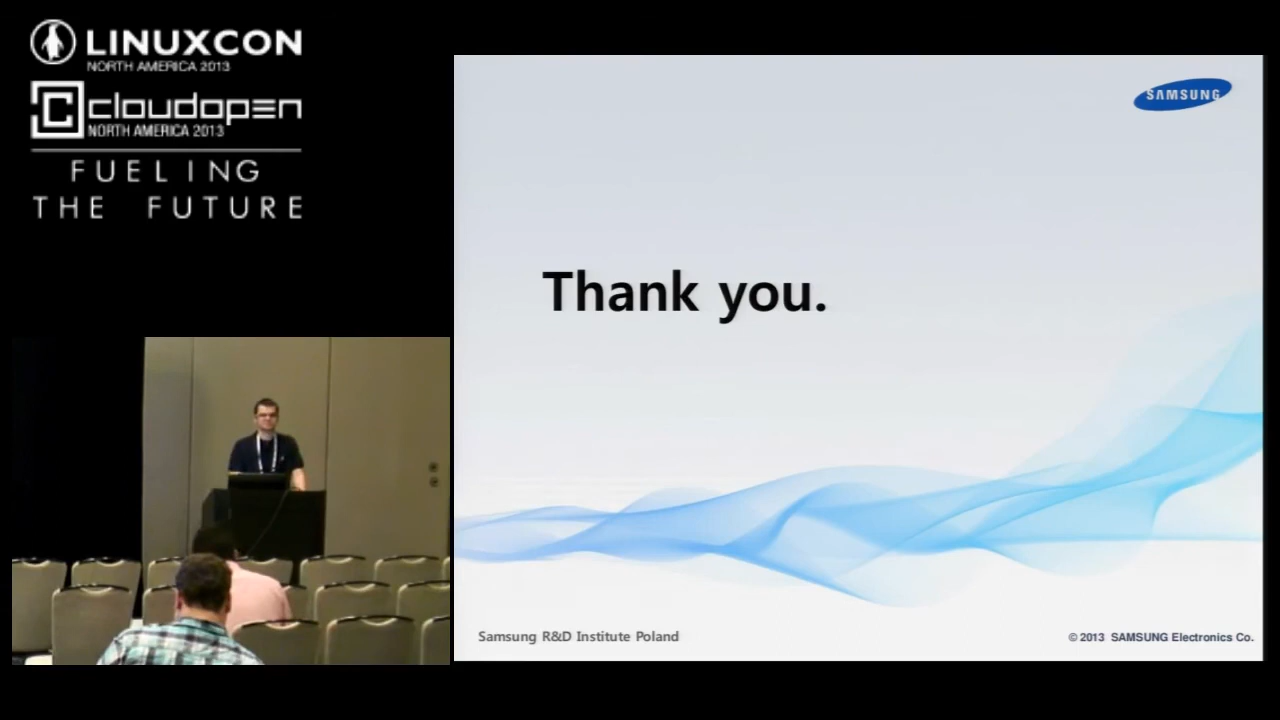 LINUXCON
NORTH AMERICA 2013
cloudopen
NORTH AMERICA 2013
FUELING
THE FUTURE
SAMSUNG
Thank you.
Samsung R&D Institute Poland
© 2013 SAMSUNG Electronics Co.